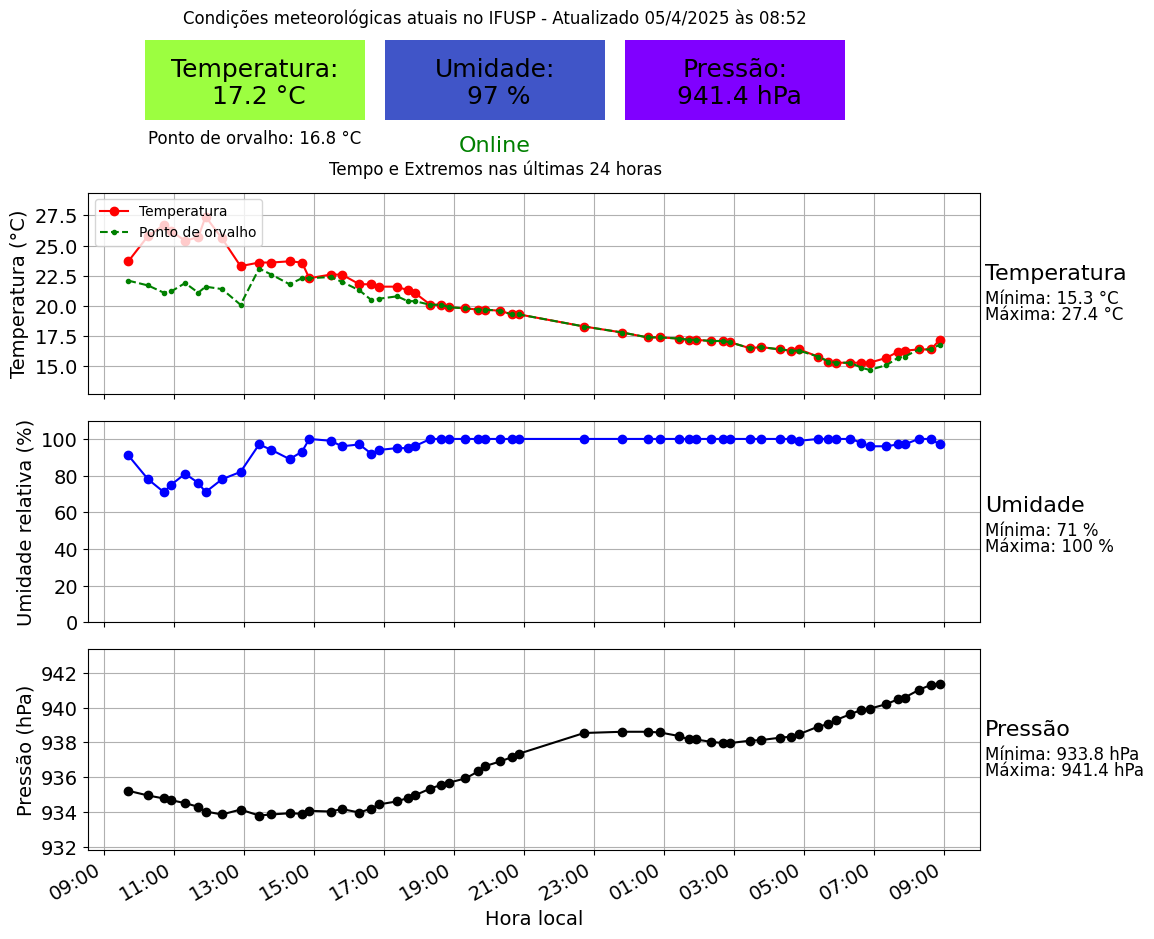 Condições meteorológicas atuais no IFUSP - Atualizado 05/4/2025 às 08:52
Temperatura:
17.2 °C
Umidade:
97 %
Pressão:
941.4 hPa
Ponto de orvalho: 16.8 °C
Online
Tempo e Extremos nas últimas 24 horas
Temperatura (°C)
27.5
25.0
22.5
20.0
17.5
15.0
Temperatura
Ponto de orvalho
Temperatura
Mínima: 15.3 °C
Máxima: 27.4 °C
Umidade relativa (%)
100
80
60
40
20
0
Umidade
Mínima: 71 %
Máxima: 100 %
Pressão (hPa)
942
940
938
936
934
932
Pressão
Mínima: 933.8 hPa
Máxima: 941.4 hPa
09:00 11:00 13:00 15:00 17:00 19:00 21:00 23:00 01:00 03:00 05:00 07:00 09:00
Hora local